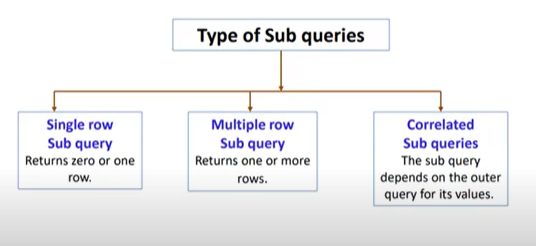 Type of Sub queries
Single row
Sub query
Returns zero or one
row.
Multiple row
Sub query
Returns one or more
rows.
Correlated
Sub queries
The sub query
depends on the outer
query for its values.